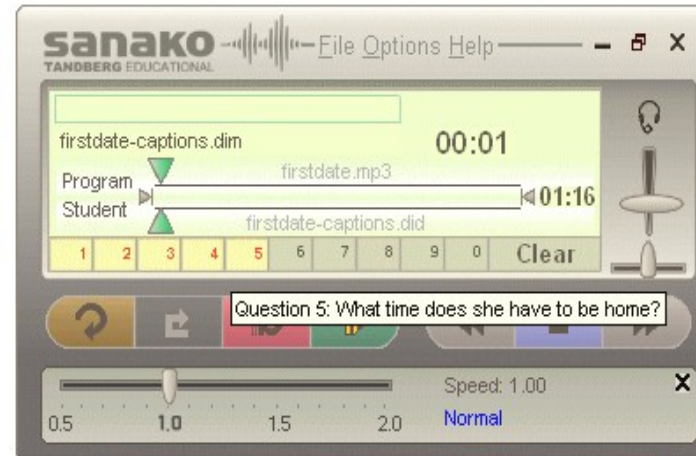 sanako File Options Help
TANDBERG EDUCATIONAL
firstdate-captions.dim 00:01
firstdate.mp3
Program
01:16
Student
firstdate-captions.did
1 2 3 4 5 6 7 8 9 0 Clear
Question 5: What time does she have to be home?
Speed: 1.00
0.5 1.0 1.5 2.0 Normal